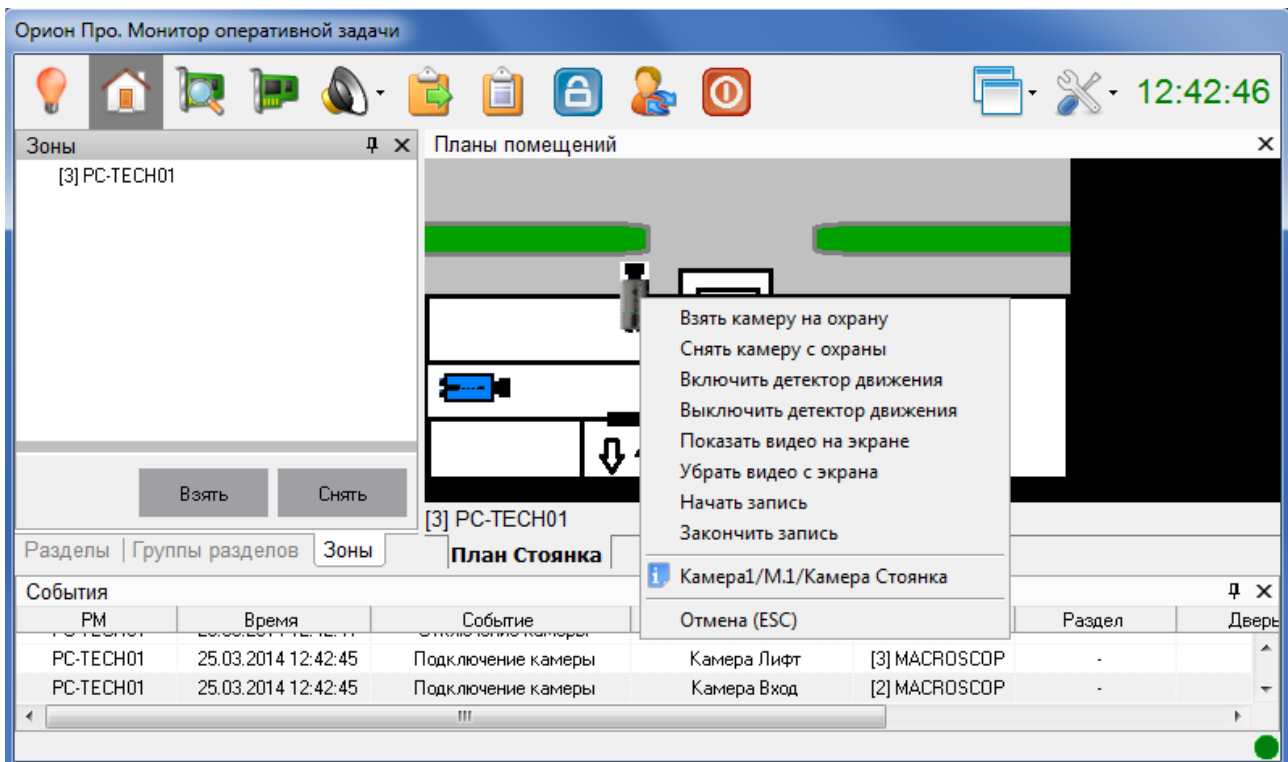 Орион Про. Монитор оперативной задачи
12:42:46
Зоны
[3] PC-TECH01
Взять Снять
Разделы Группы разделов Зоны
Планы помещений
Взять камеру на охрану
Снять камеру с охраны
Включить детектор движения
Выключить детектор движения
Показать видео на экране
Убрать видео с экрана
Начать запись
Закончить запись
Камера1/М.1/Камера Стоянка
Отмена (ESC)
[3] PC-TECH01
План Стоянка
События
РМ Время Событие Раздел Дверь
PC-TECH01 25.03.2014 12:42:45 Подключение камеры Камера Лифт [3] MACROSCOP -
PC-TECH01 25.03.2014 12:42:45 Подключение камеры Камера Вход [2] MACROSCOP -